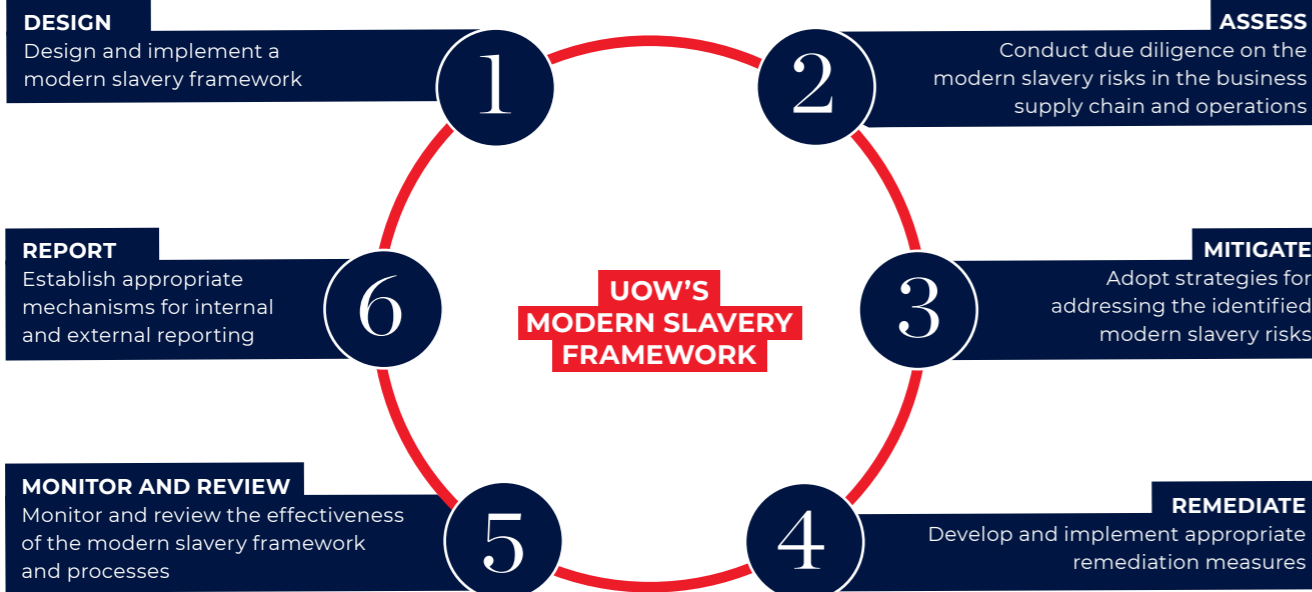 DESIGN
Design and implement a
modern slavery framework
1
2
ASSESS
Conduct due diligence on the
modern slavery risks in the business
supply chain and operations
REPORT
Establish appropriate
mechanisms for internal
and external reporting
6
UOW'S
MODERN SLAVERY
FRAMEWORK
3
MITIGATE
Adopt strategies for
addressing the identified
modern slavery risks
MONITOR AND REVIEW
Monitor and review the effectiveness
of the modern slavery framework
and processes
5
4
REMEDIATE
Develop and implement appropriate
remediation measures